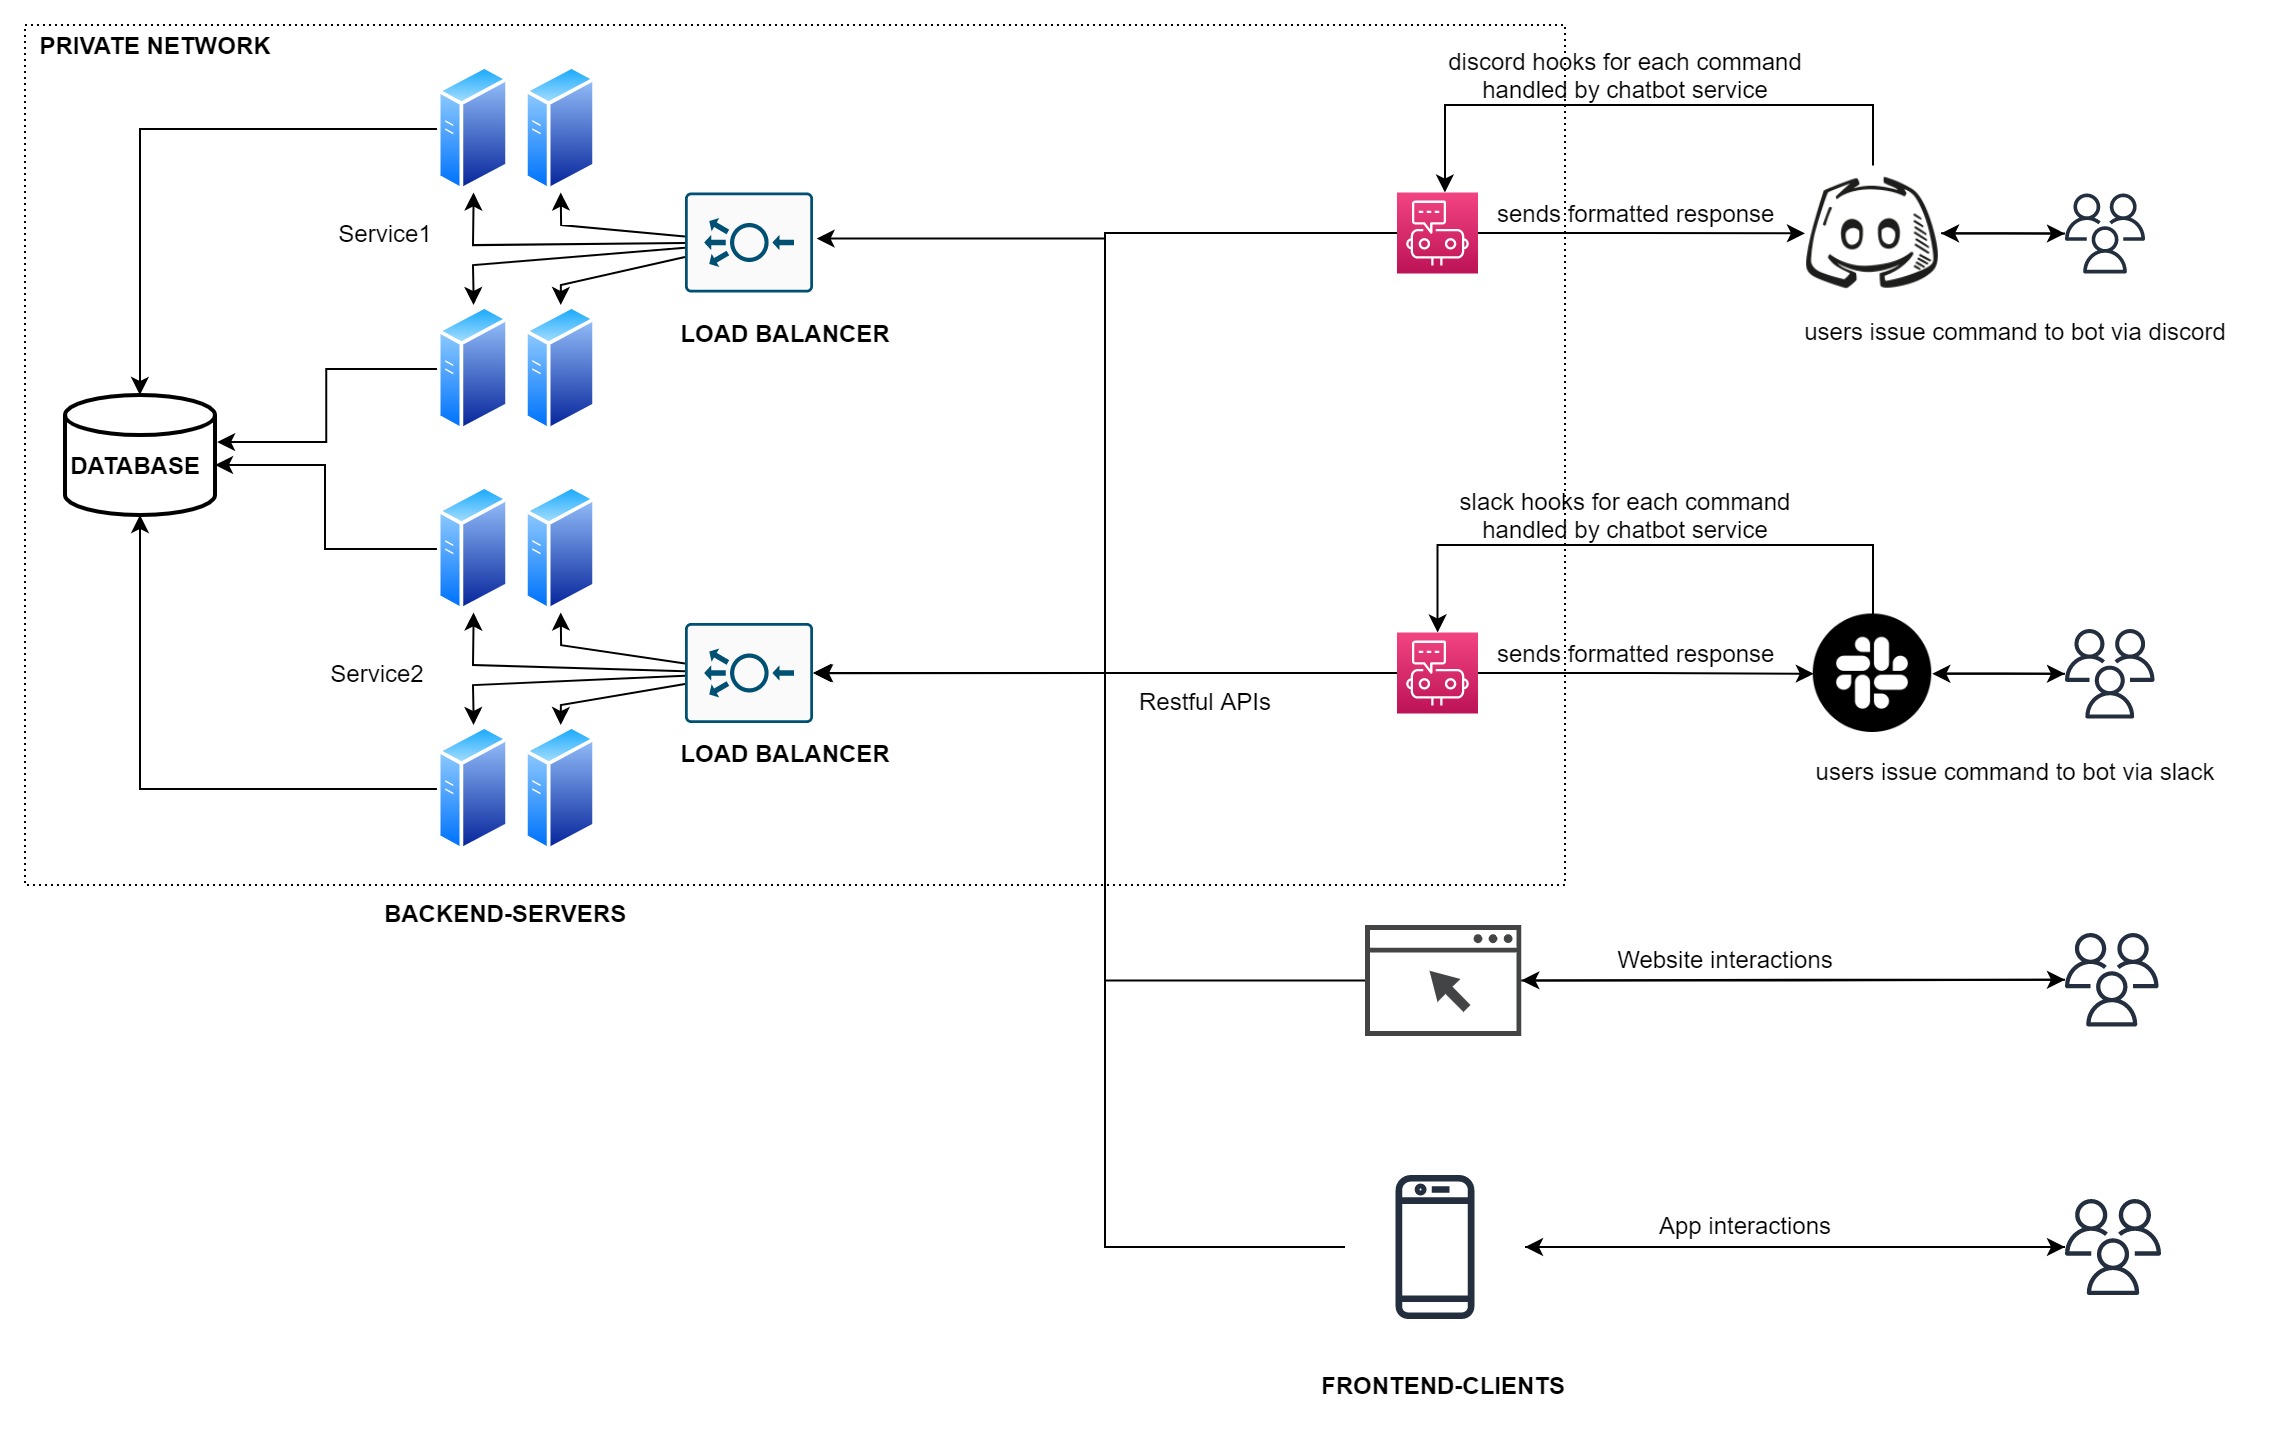 PRIVATE NETWORK
discord hooks for each command
handled by chatbot service
Service1
sends formatted response
LOAD BALANCER
users issue command to bot via discord
DATABASE
slack hooks for each command
handled by chatbot service
Service2
sends formatted response
Restful APIs
LOAD BALANCER
users issue command to bot via slack
BACKEND-SERVERS
Website interactions
App interactions
FRONTEND-CLIENTS